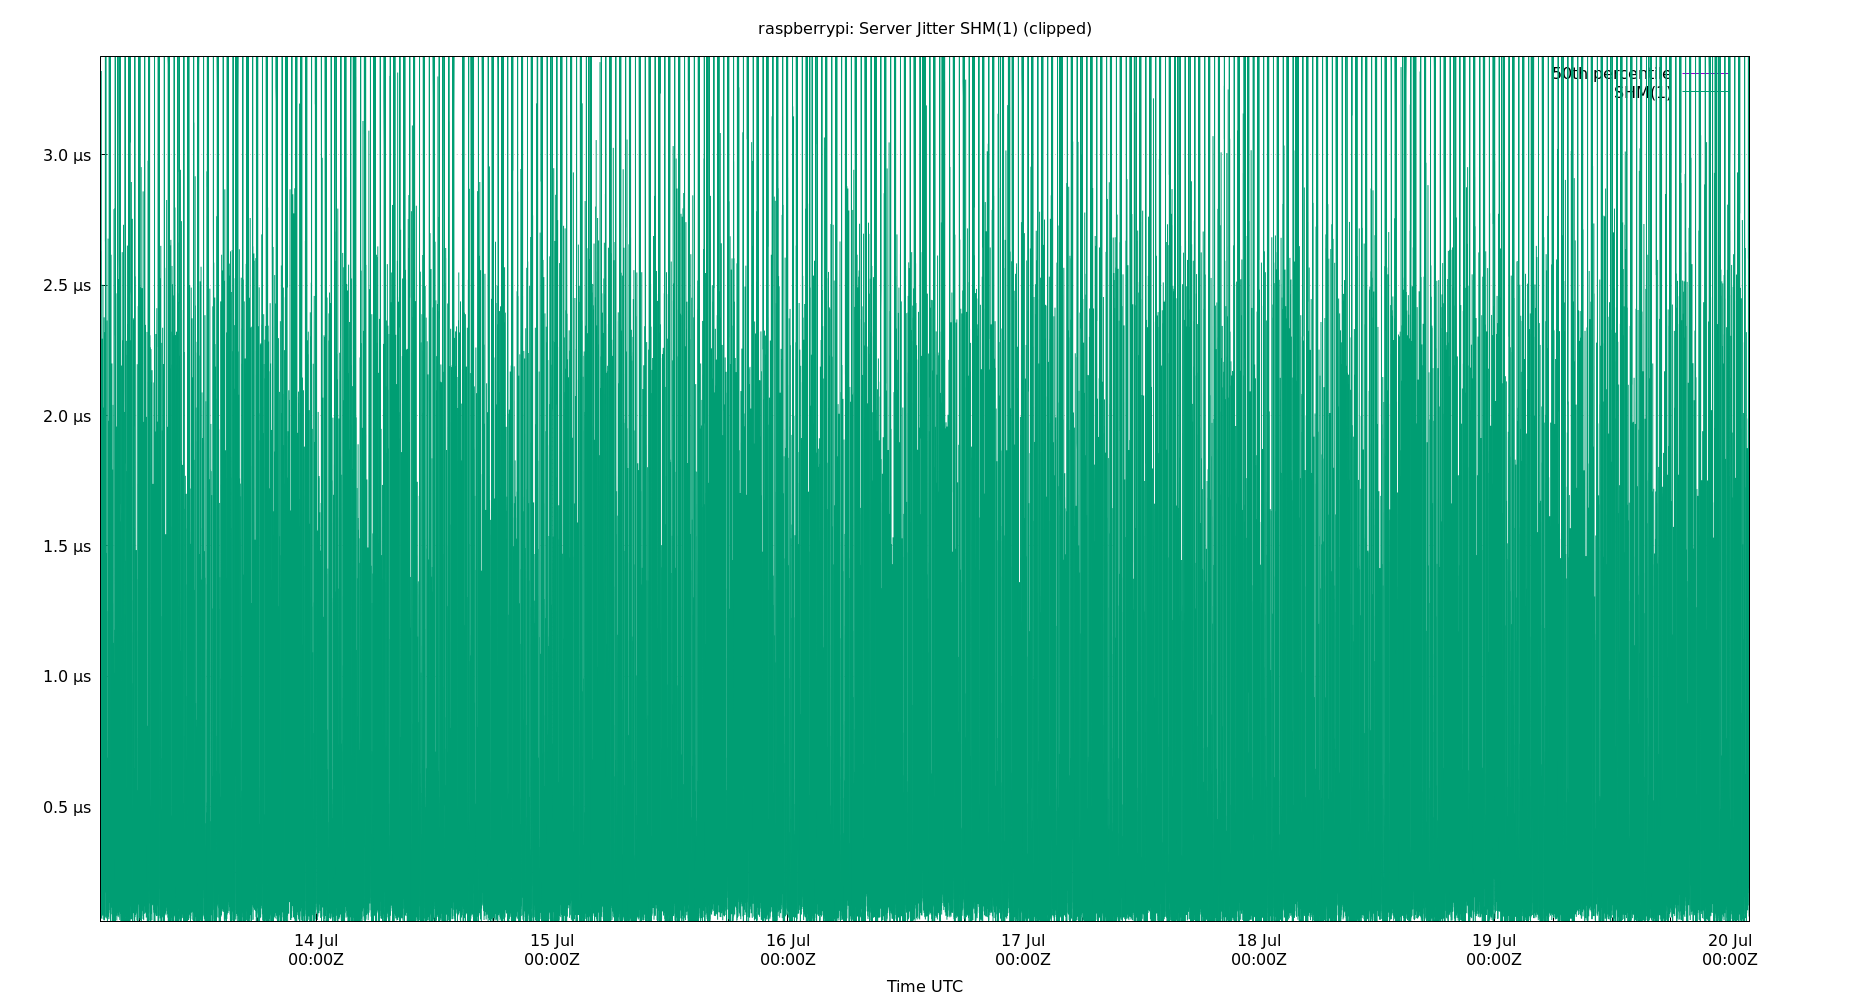 raspberrypi: Server Jitter SHM(1) (clipped)
50th percentile
SHM(1)
3.0 µs
2.5 µs
2.0 µs
1.5 µs
1.0 µs
0.5 µs
14 Jul 15 Jul 16 Jul 17 Jul 18 Jul 19 Jul 20 Jul
00:00Z 00:00Z 00:00Z 00:00Z 00:00Z 00:00Z 00:00Z
Time UTC